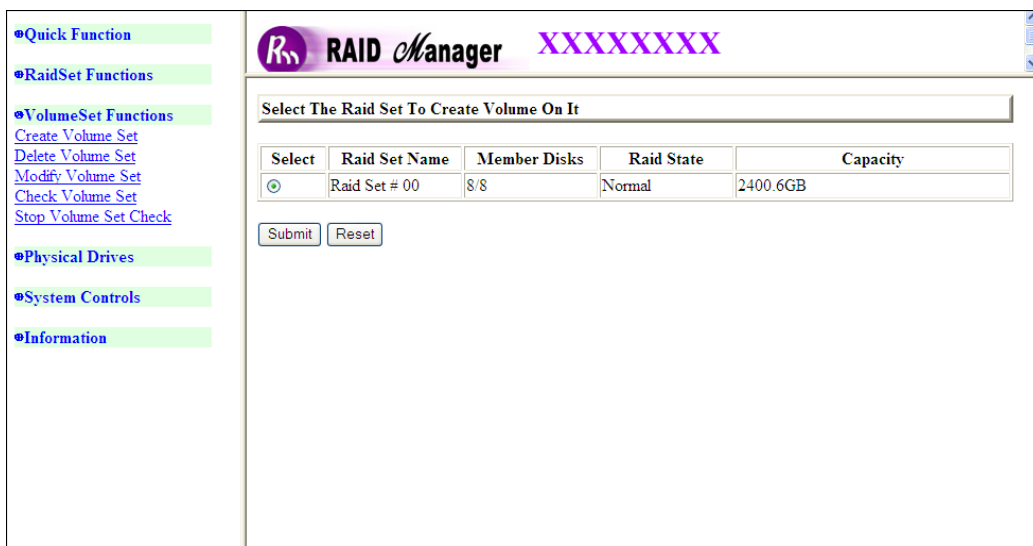 Quick Function
RaidSet Functions
VolumeSet Functions
Create Volume Set
Delete Volume Set
Modify Volume Set
Check Volume Set
Stop Volume Set Check
Physical Drives
System Controls
Information
Rm RAID Manager XXXXXXXX
Select The Raid Set To Create Volume On It
Select Raid Set Name Member Disks Raid State Capacity
Raid Set # 00 8/8 Normal 2400.6GB
Submit Reset